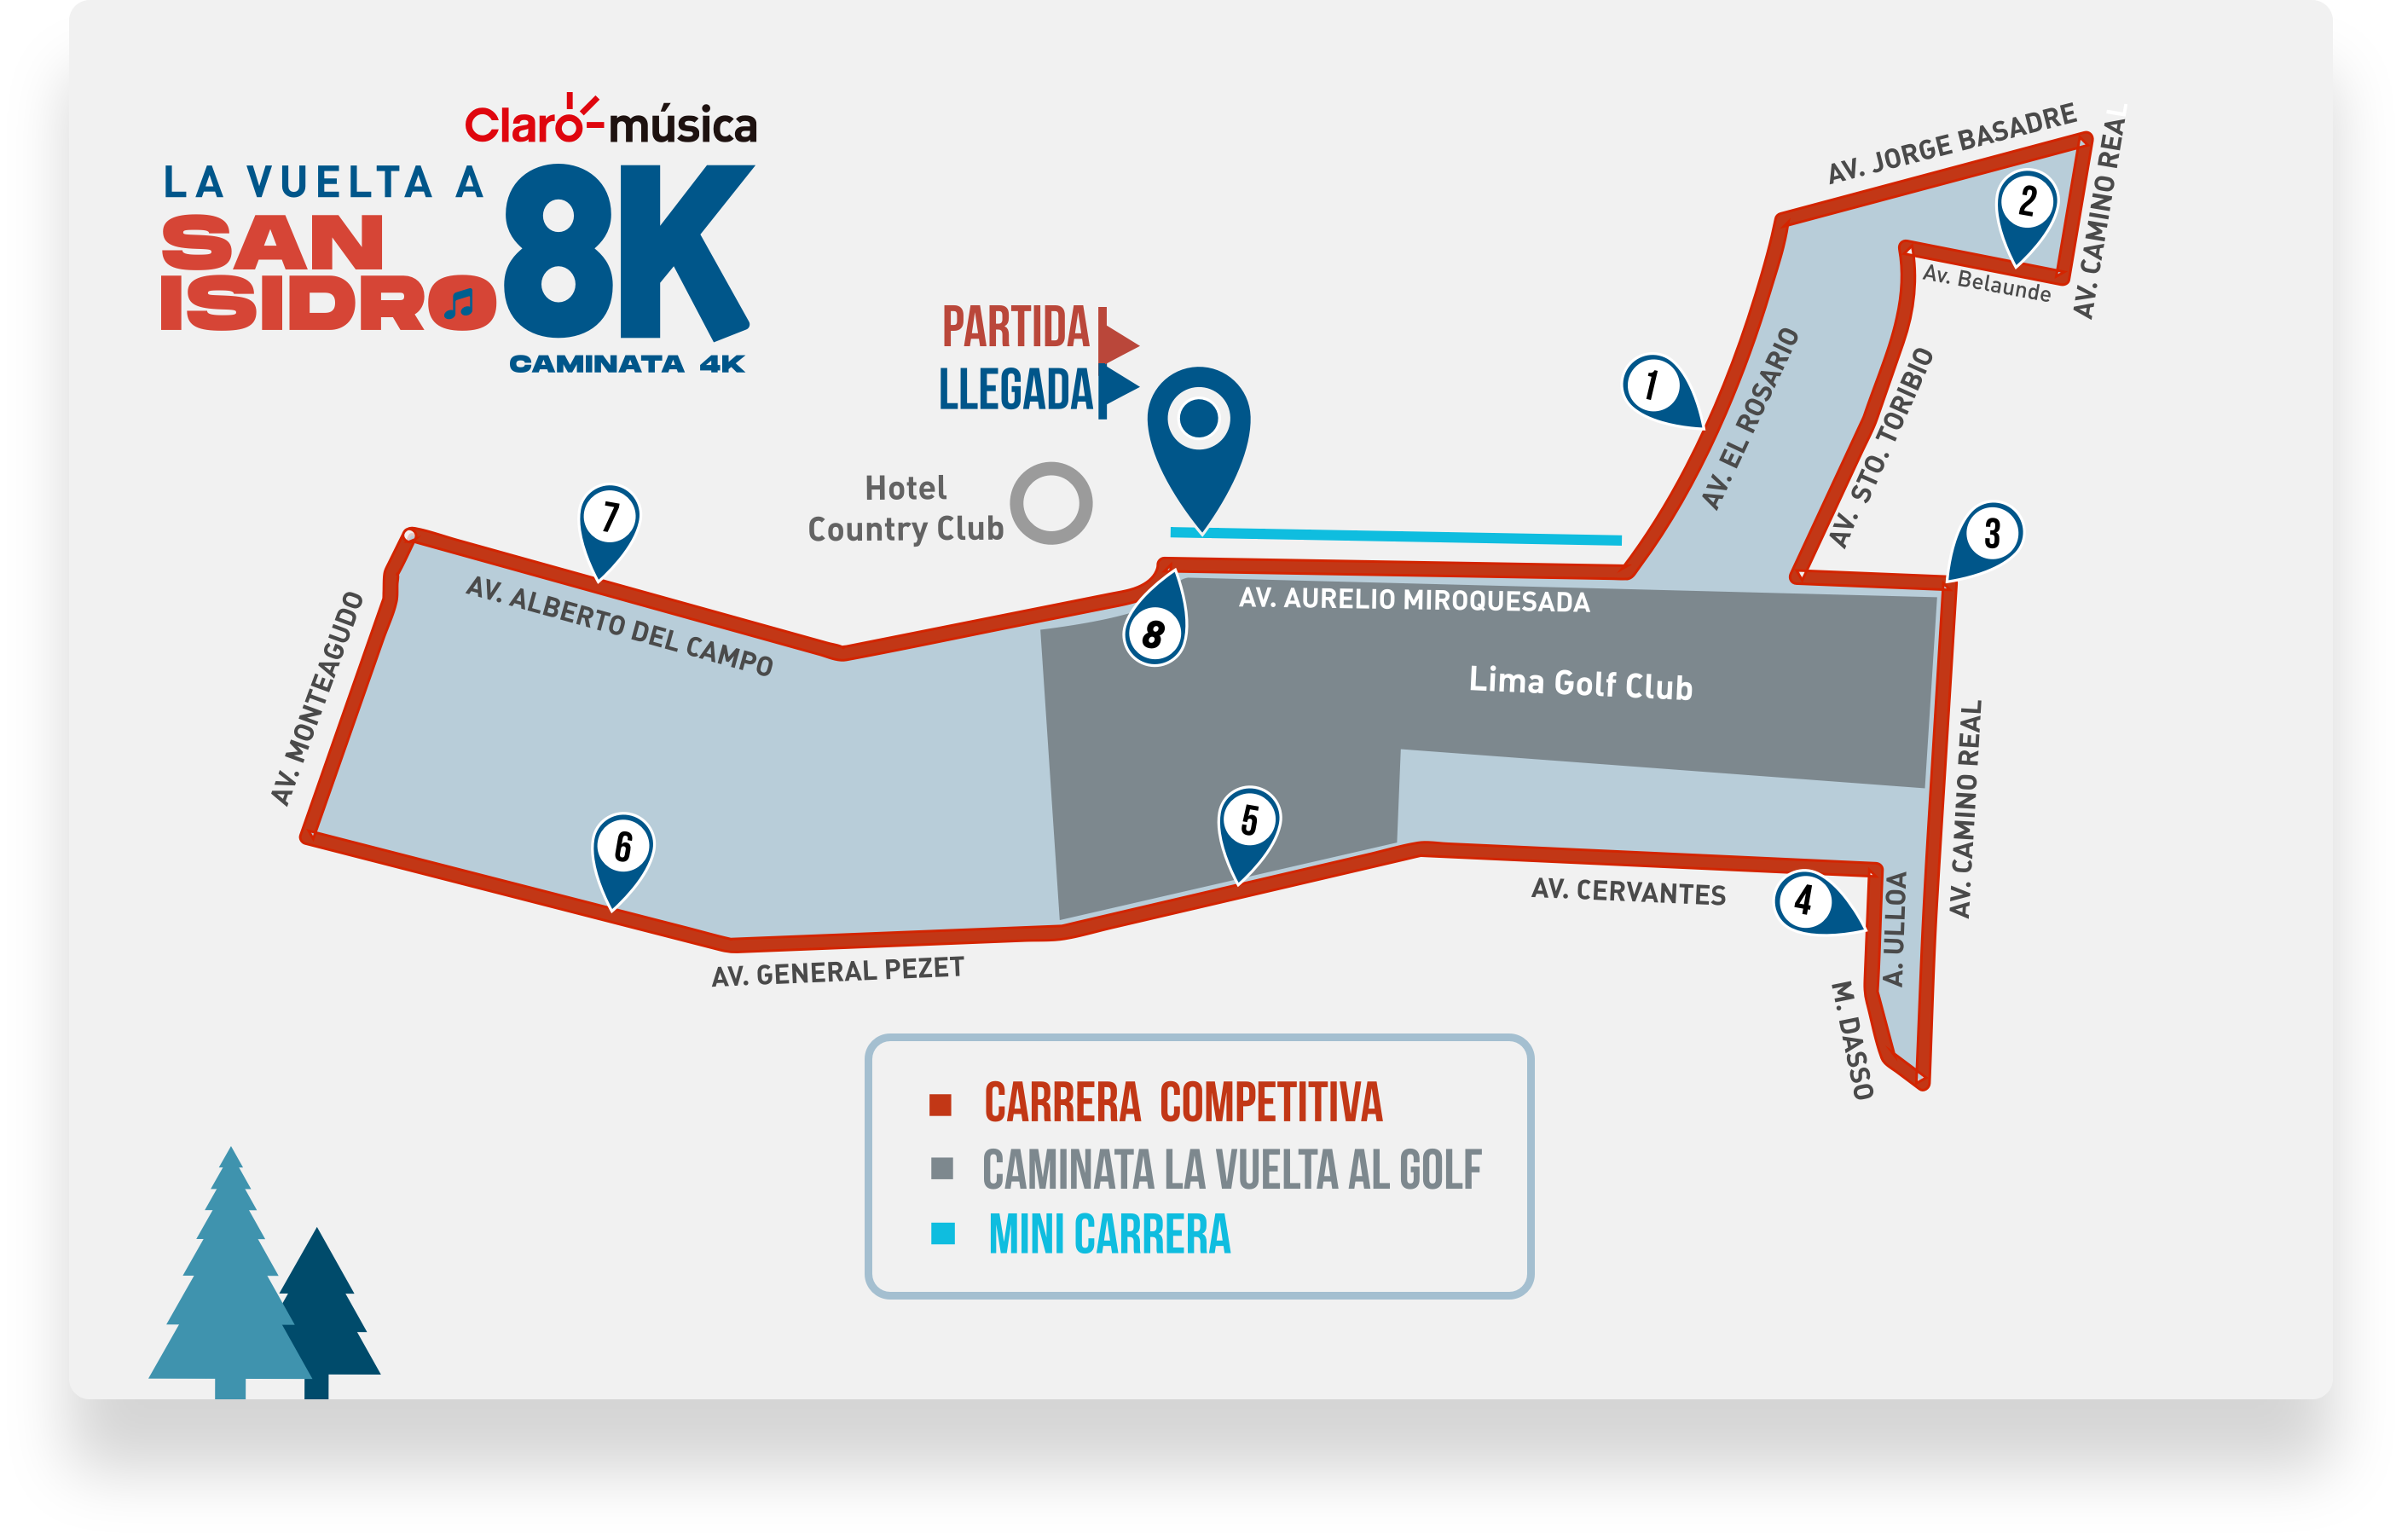 Claro música
LA VUELTA A
SAN
ISIDRO
8K
CAMINATA 4K
PARTIDA
LLEGADA
Hotel
Country Club
AV. JORGE BASADRE
AV. CAMINO REAL
2
Av. Belaunde
1
AV. EL ROSARIO
AV. STO. TORIBIO
3
7
AV. ALBERTO DEL CAMPO
AV. MONTEAGUDO
8
AV. AURELIO MIROQUESADA
Lima Golf Club
AV. CAMINO REAL
6
5
AV. CERVANTES
4
A. ULLOA
M. DASSO
AV. GENERAL PEZET
CARRERA COMPETITIVA
CAMINATA LA VUELTA AL GOLF
MINI CARRERA